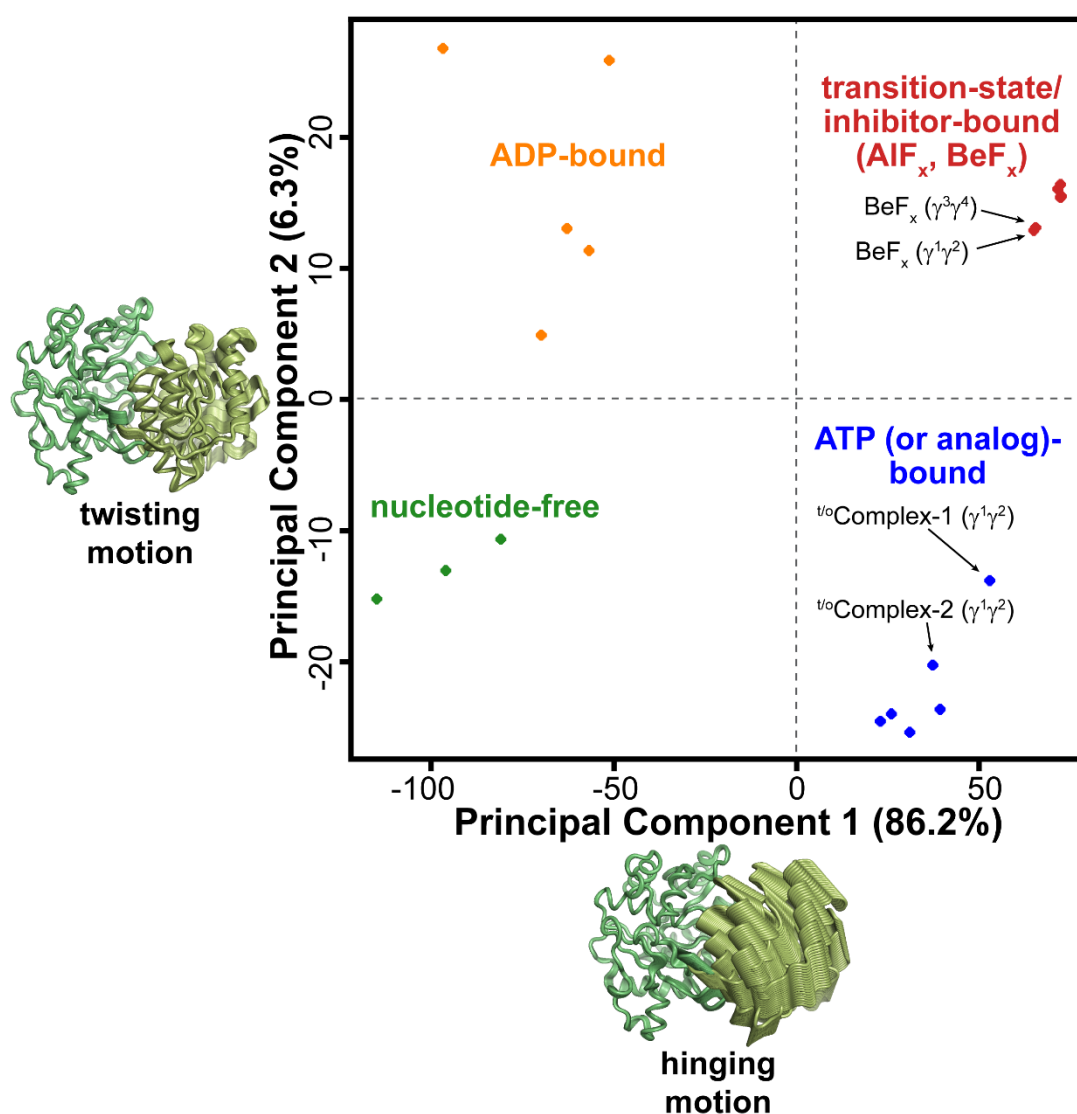 transition-state/
inhibitor-bound
(AlFₓ, BeFₓ)
ADP-bound
BeFₓ (γ³γ⁴)
BeFₓ (γ¹γ²)
ATP (or analog)-
bound
nucleotide-free
ᵗ/ᵒComplex-1 (γ¹γ²)
ᵗ/ᵒComplex-2 (γ¹γ²)
Principal Component 2 (6.3%)
20
10
0
-10
-20
twisting
motion
-100
-50
0
50
Principal Component 1 (86.2%)
hinging
motion